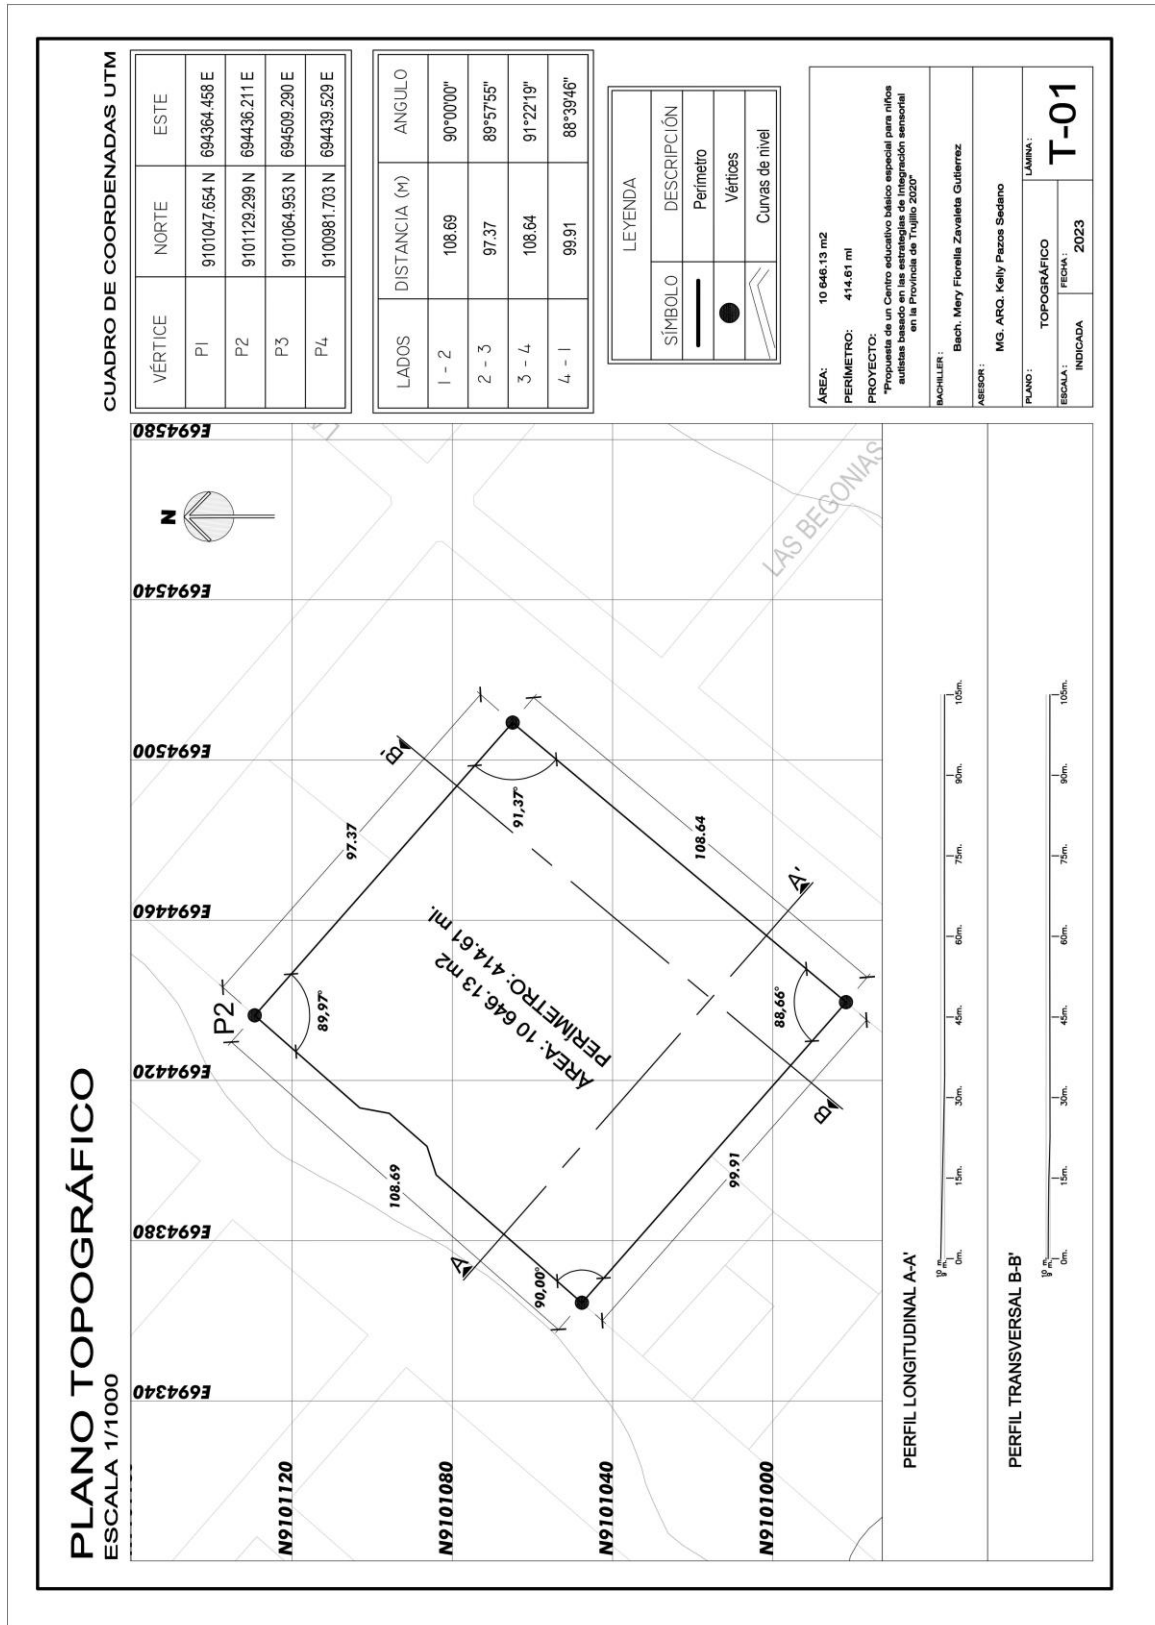 PLANO TOPOGRÁFICO
ESCALA 1/1000
E694340
E694380
E694420
E694460
E694500
E694540
E694580
N9101120
N9101080
N9101040
N9101000
N
P2
89,97°
97.37
108.69
91,37°
B'
A
90,00°
ÁREA: 10 646.13 m2
PERÍMETRO: 414.61 ml.
108.64
99.91
88,66°
A'
B
LAS BEGONIAS
PERFIL LONGITUDINAL A-A'
10 m.
9 m.
0m. 15m. 30m. 45m. 60m. 75m. 90m. 105m.
PERFIL TRANSVERSAL B-B'
10 m.
9 m.
0m. 15m. 30m. 45m. 60m. 75m. 90m. 105m.
CUADRO DE COORDENADAS UTM
VÉRTICE NORTE ESTE
P1 9101047.654 N 694364.458 E
P2 9101129.299 N 694436.211 E
P3 9101064.953 N 694509.290 E
P4 9100981.703 N 694439.529 E
LADOS DISTANCIA (M) ANGULO
1 - 2 108.69 90°00'00"
2 - 3 97.37 89°57'55"
3 - 4 108.64 91°22'19"
4 - 1 99.91 88°39'46"
LEYENDA
SÍMBOLO DESCRIPCIÓN
Perímetro
Vértices
Curvas de nivel
ÁREA: 10 646.13 m2
PERÍMETRO: 414.61 ml
PROYECTO:
"Propuesta de un Centro educativo básico especial para niños
autistas basado en las estrategias de Integración sensorial
en la Provincia de Trujillo 2020"
BACHILLER :
Bach. Mery Fiorella Zavaleta Gutierrez
ASESOR :
MG. ARQ. Kelly Pazos Sedano
PLANO :
TOPOGRÁFICO
LÁMINA :
T-01
ESCALA :
INDICADA
FECHA :
2023